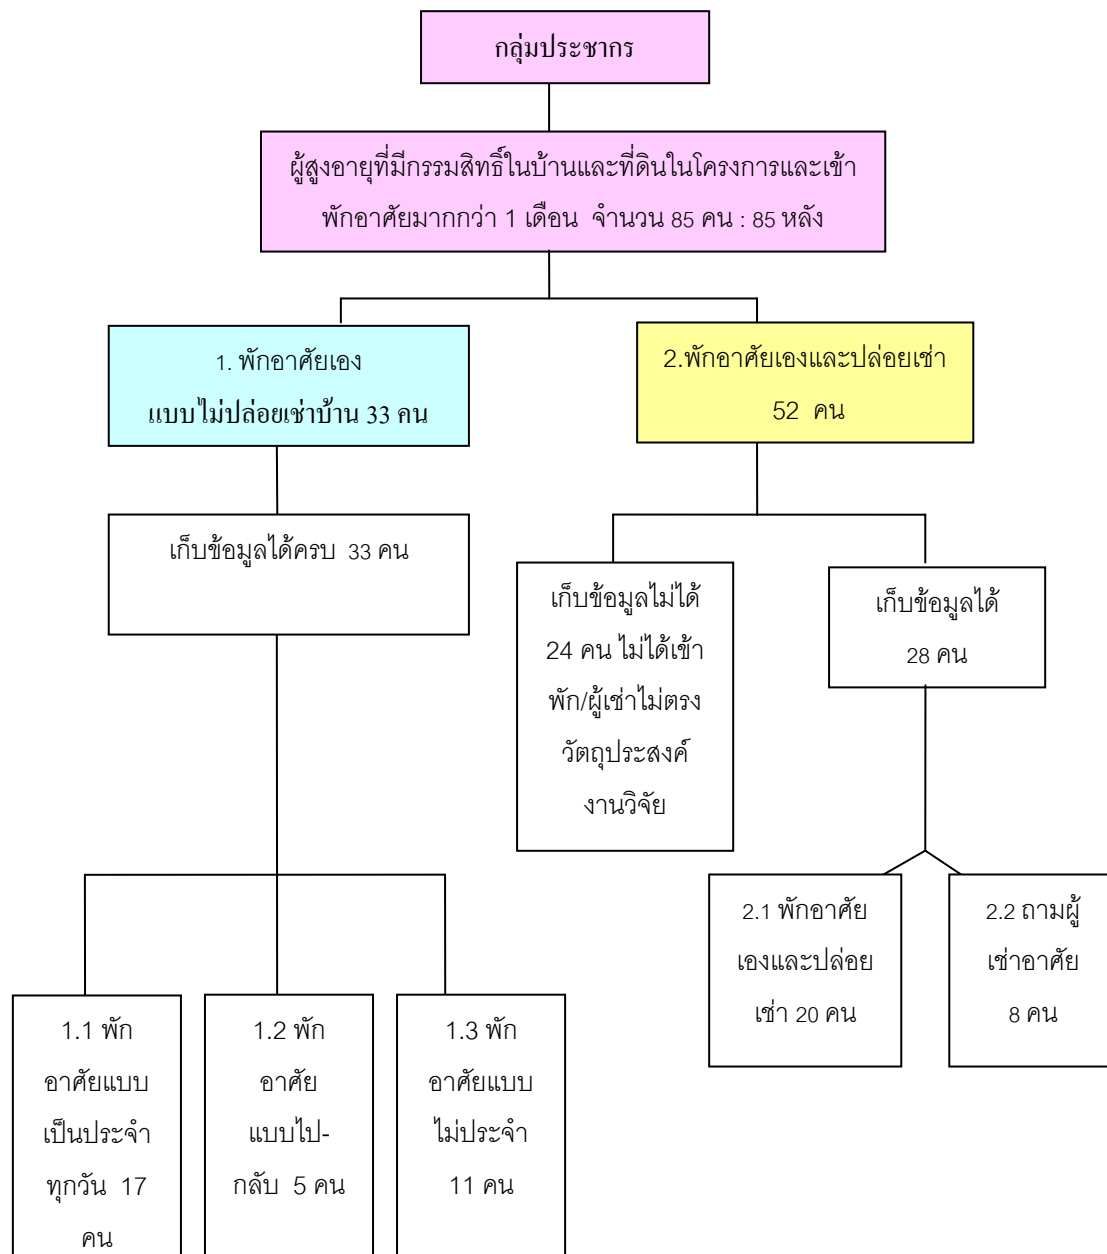 กลุ่มประชากร
ผู้สูงอายุที่มีกรรมสิทธิ์ในบ้านและที่ดินในโครงการและเข้า
พักอาศัยมากกว่า 1 เดือน จำนวน 85 คน : 85 หลัง
1. พักอาศัยเอง
แบบไม่ปล่อยเช่าบ้าน 33 คน
2.พักอาศัยเองและปล่อยเช่า
52 คน
เก็บข้อมูลได้ครบ 33 คน
เก็บข้อมูลไม่ได้
24 คน ไม่ได้เข้า
พัก/ผู้เช่าไม่ตรง
วัตถุประสงค์
งานวิจัย
เก็บข้อมูลได้
28 คน
1.1 พัก
อาศัยแบบ
เป็นประจำ
ทุกวัน 17
คน
1.2 พัก
อาศัย
แบบไป-
กลับ 5 คน
1.3 พัก
อาศัยแบบ
ไม่ประจำ
11 คน
2.1 พักอาศัย
เองและปล่อย
เช่า 20 คน
2.2 ถามผู้
เช่าอาศัย
8 คน